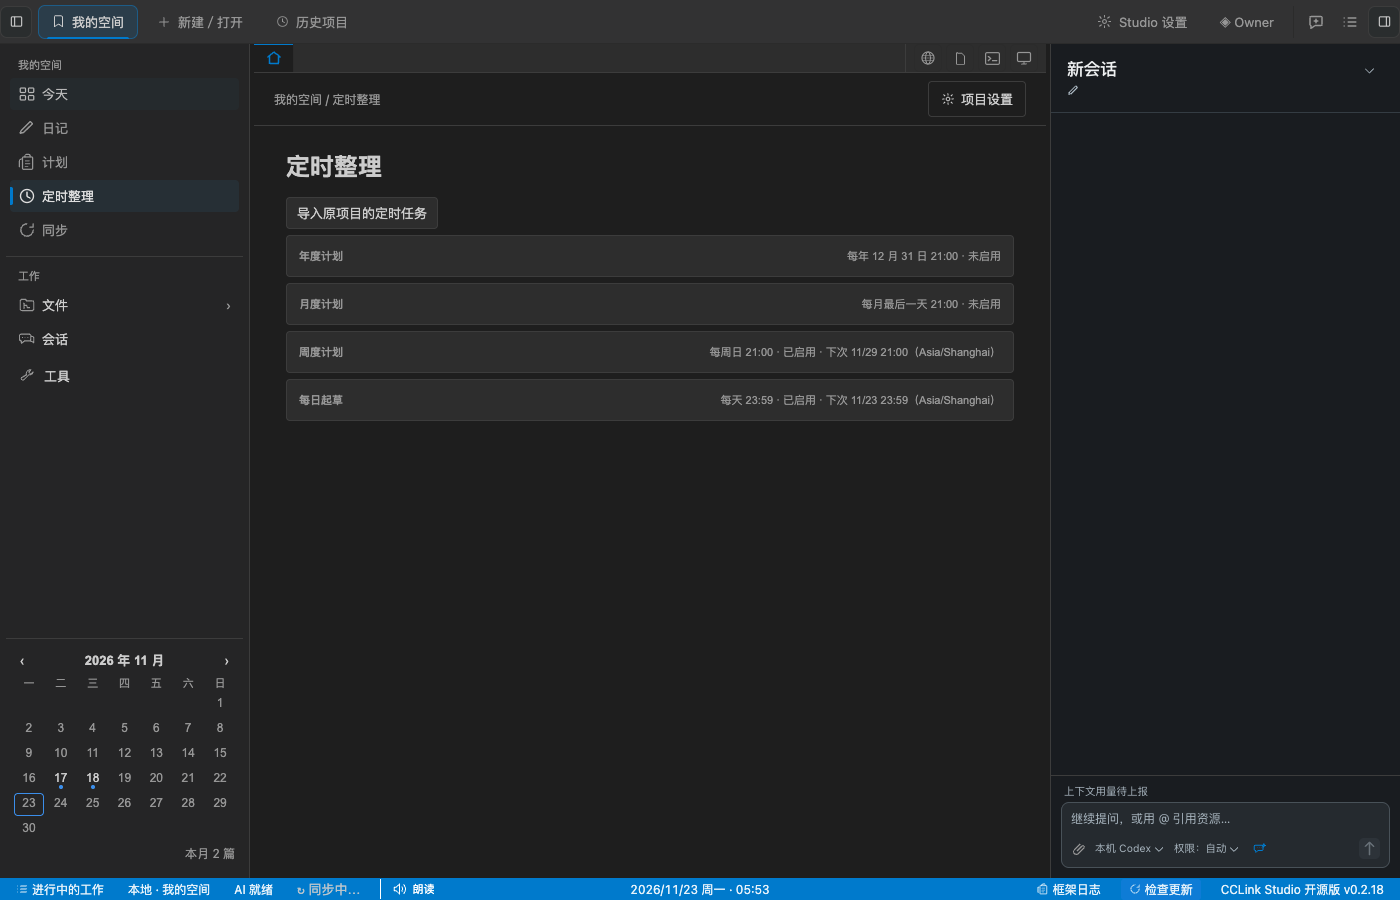 我的空间
新建 / 打开
历史项目
Studio 设置
Owner
我的空间
今天
日记
计划
定时整理
同步
工作
文件
会话
工具
2026 年 11 月
一 二 三 四 五 六 日
1
2 3 4 5 6 7 8
9 10 11 12 13 14 15
16 17 18 19 20 21 22
23 24 25 26 27 28 29
30
本月 2 篇
我的空间 / 定时整理
项目设置
定时整理
导入原项目的定时任务
年度计划 每年 12 月 31 日 21:00 · 未启用
月度计划 每月最后一天 21:00 · 未启用
周度计划 每周日 21:00 · 已启用 · 下次 11/29 21:00（Asia/Shanghai）
每日起草 每天 23:59 · 已启用 · 下次 11/23 23:59（Asia/Shanghai）
新会话
上下文用量待上报
继续提问，或用 @ 引用资源...
本机 Codex 权限：自动
进行中的工作 本地 · 我的空间 AI 就绪 同步中... 朗读 2026/11/23 周一 · 05:53 框架日志 检查更新 CCLink Studio 开源版 v0.2.18